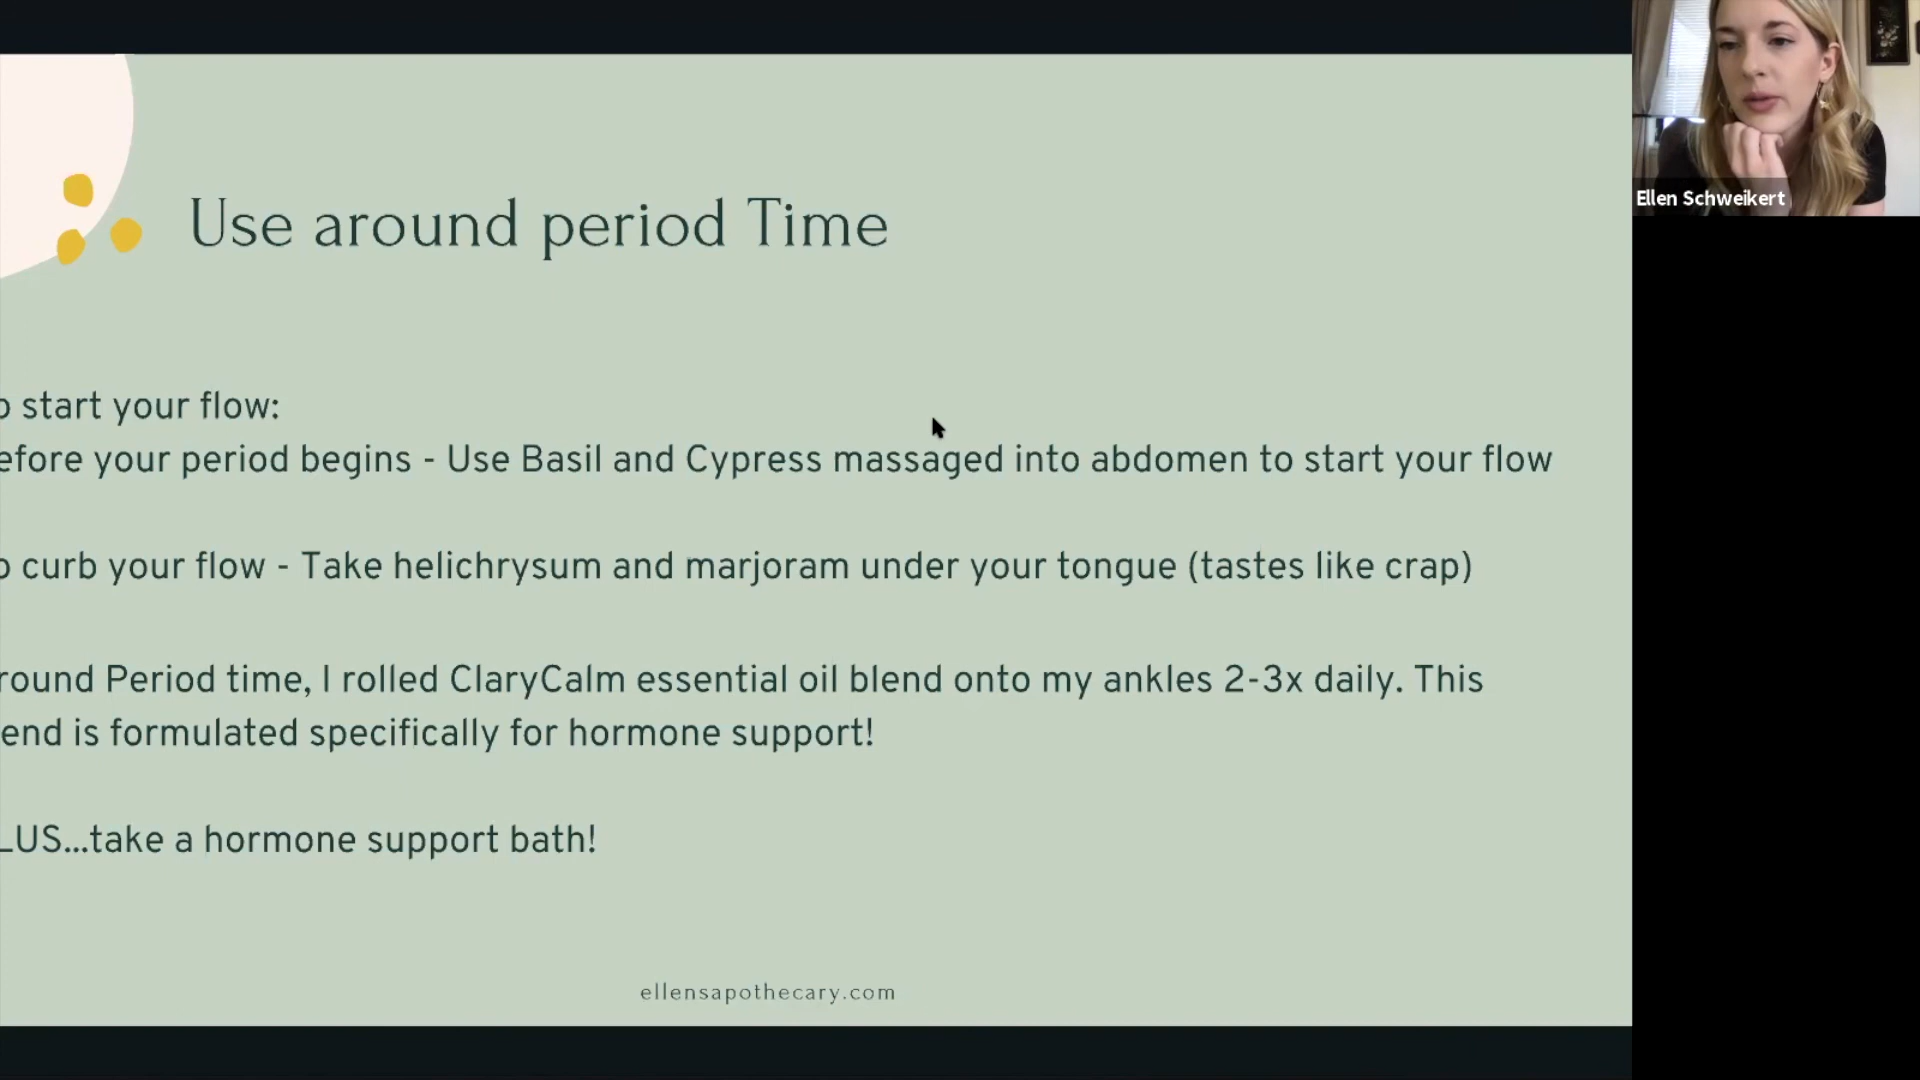 Ellen Schweikert
Use around period Time
o start your flow:
efore your period begins - Use Basil and Cypress massaged into abdomen to start your flow
o curb your flow - Take helichrysum and marjoram under your tongue (tastes like crap)
round Period time, I rolled ClaryCalm essential oil blend onto my ankles 2-3x daily. This
end is formulated specifically for hormone support!
LUS...take a hormone support bath!
ellensapothecary.com